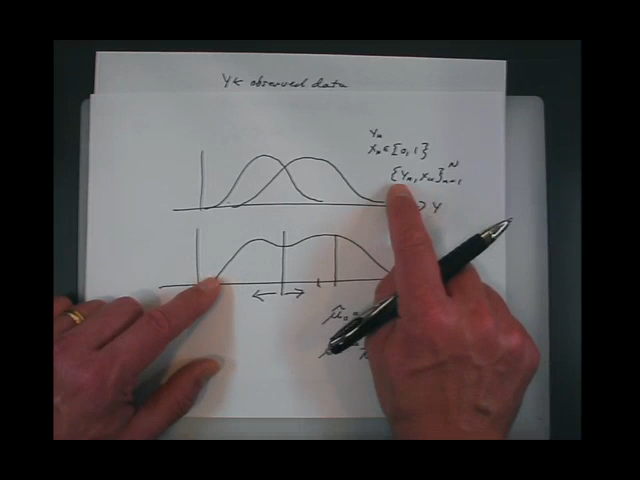 Y ← observed data
Yn
Xn ∈ {0, 1}
{Yn, Xn}ᴺn=1
Y
← →